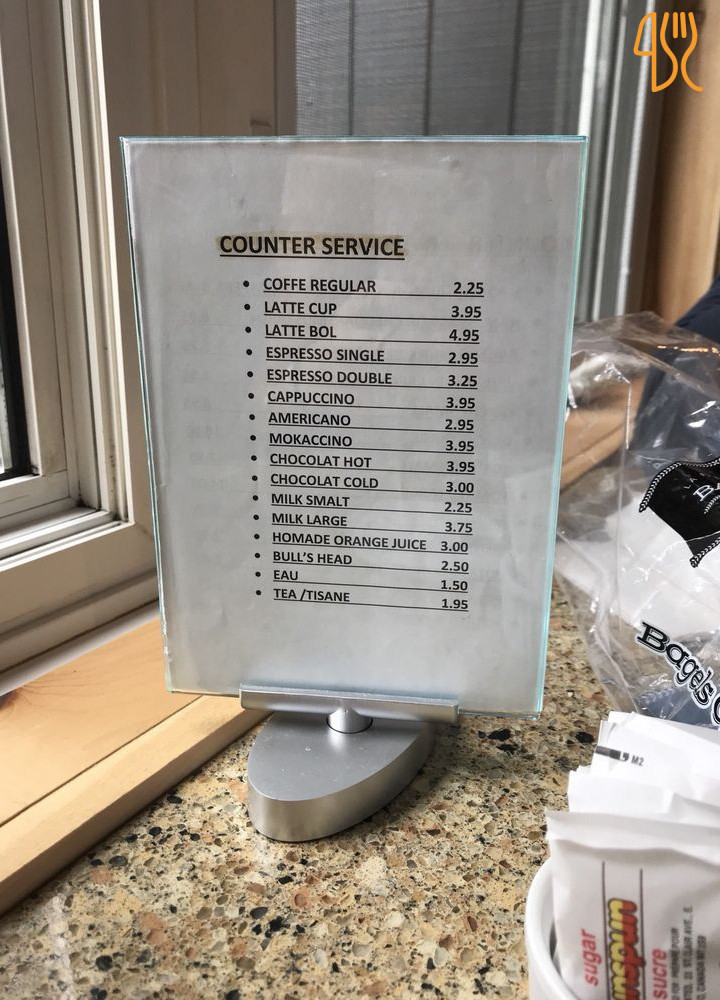 COUNTER SERVICE
• COFFE REGULAR 2.25
• LATTE CUP 3.95
• LATTE BOL 4.95
• ESPRESSO SINGLE 2.95
• ESPRESSO DOUBLE 3.25
• CAPPUCCINO 3.95
• AMERICANO 2.95
• MOKACCINO 3.95
• CHOCOLAT HOT 3.95
• CHOCOLAT COLD 3.00
• MILK SMALT 2.25
• MILK LARGE 3.75
• HOMADE ORANGE JUICE 3.00
• BULL'S HEAD 2.50
• EAU 1.50
• TEA /TISANE 1.95
Bagels
M2
sugar
sucre